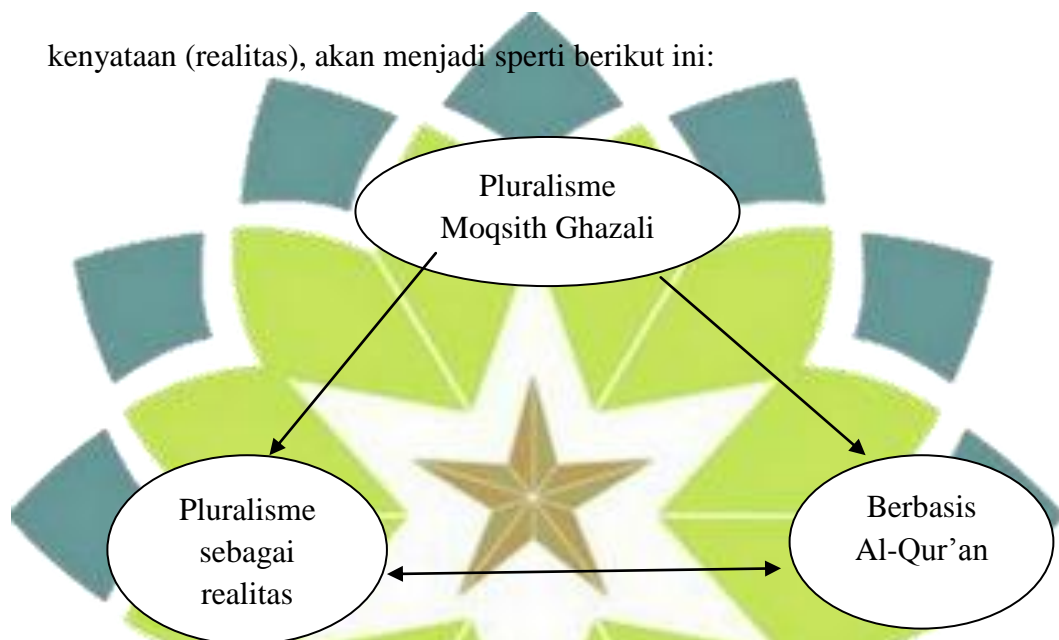 kenyataan (realitas), akan menjadi sperti berikut ini:
Pluralisme
Moqsith Ghazali
Pluralisme
sebagai
realitas
Berbasis
Al-Qur’an